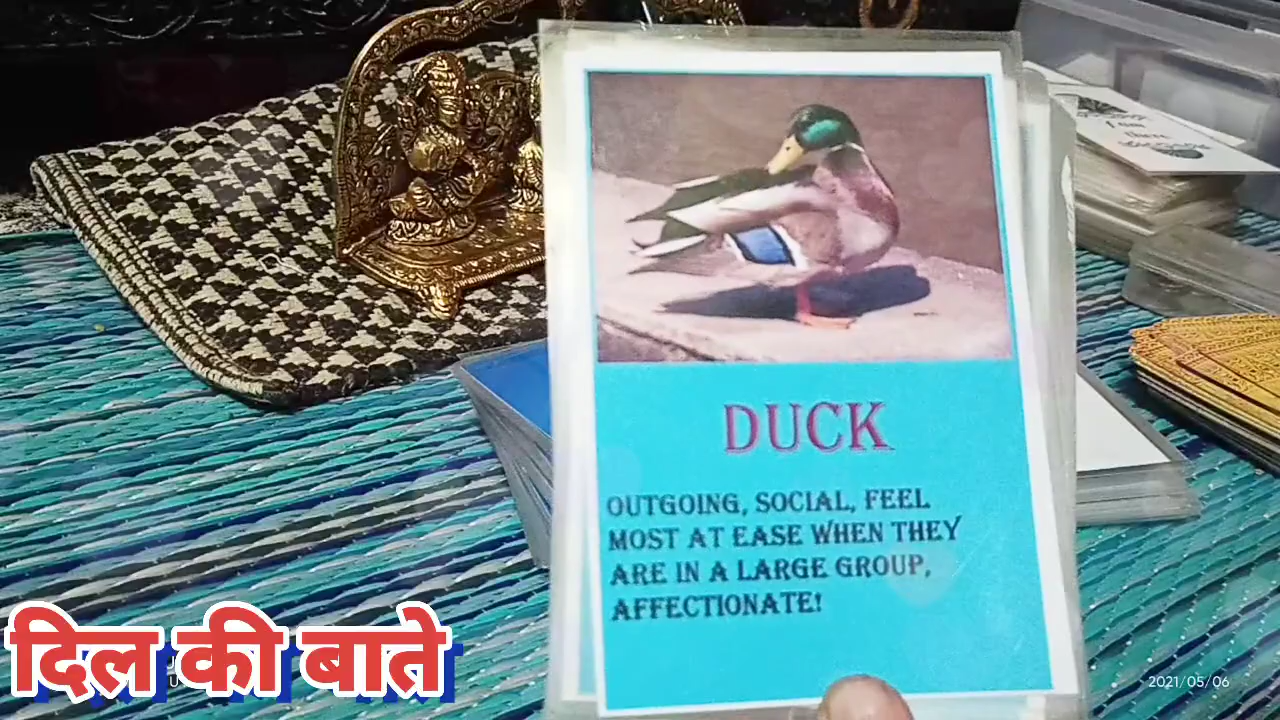 DUCK
OUTGOING, SOCIAL, FEEL
MOST AT EASE WHEN THEY
ARE IN A LARGE GROUP,
AFFECTIONATE!
दिल की बाते
2021/05/06